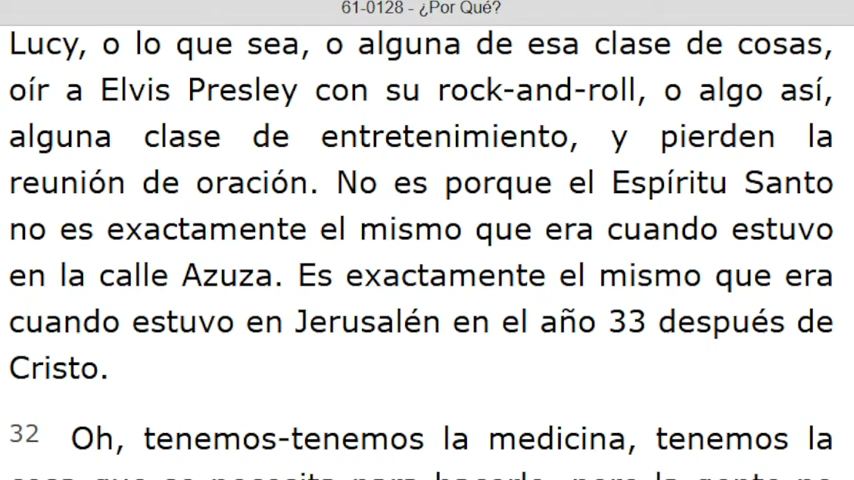 61-0128 - ¿Por Qué?
Lucy, o lo que sea, o alguna de esa clase de cosas,
oír a Elvis Presley con su rock-and-roll, o algo así,
alguna clase de entretenimiento, y pierden la
reunión de oración. No es porque el Espíritu Santo
no es exactamente el mismo que era cuando estuvo
en la calle Azuza. Es exactamente el mismo que era
cuando estuvo en Jerusalén en el año 33 después de
Cristo.
32 Oh, tenemos-tenemos la medicina, tenemos la